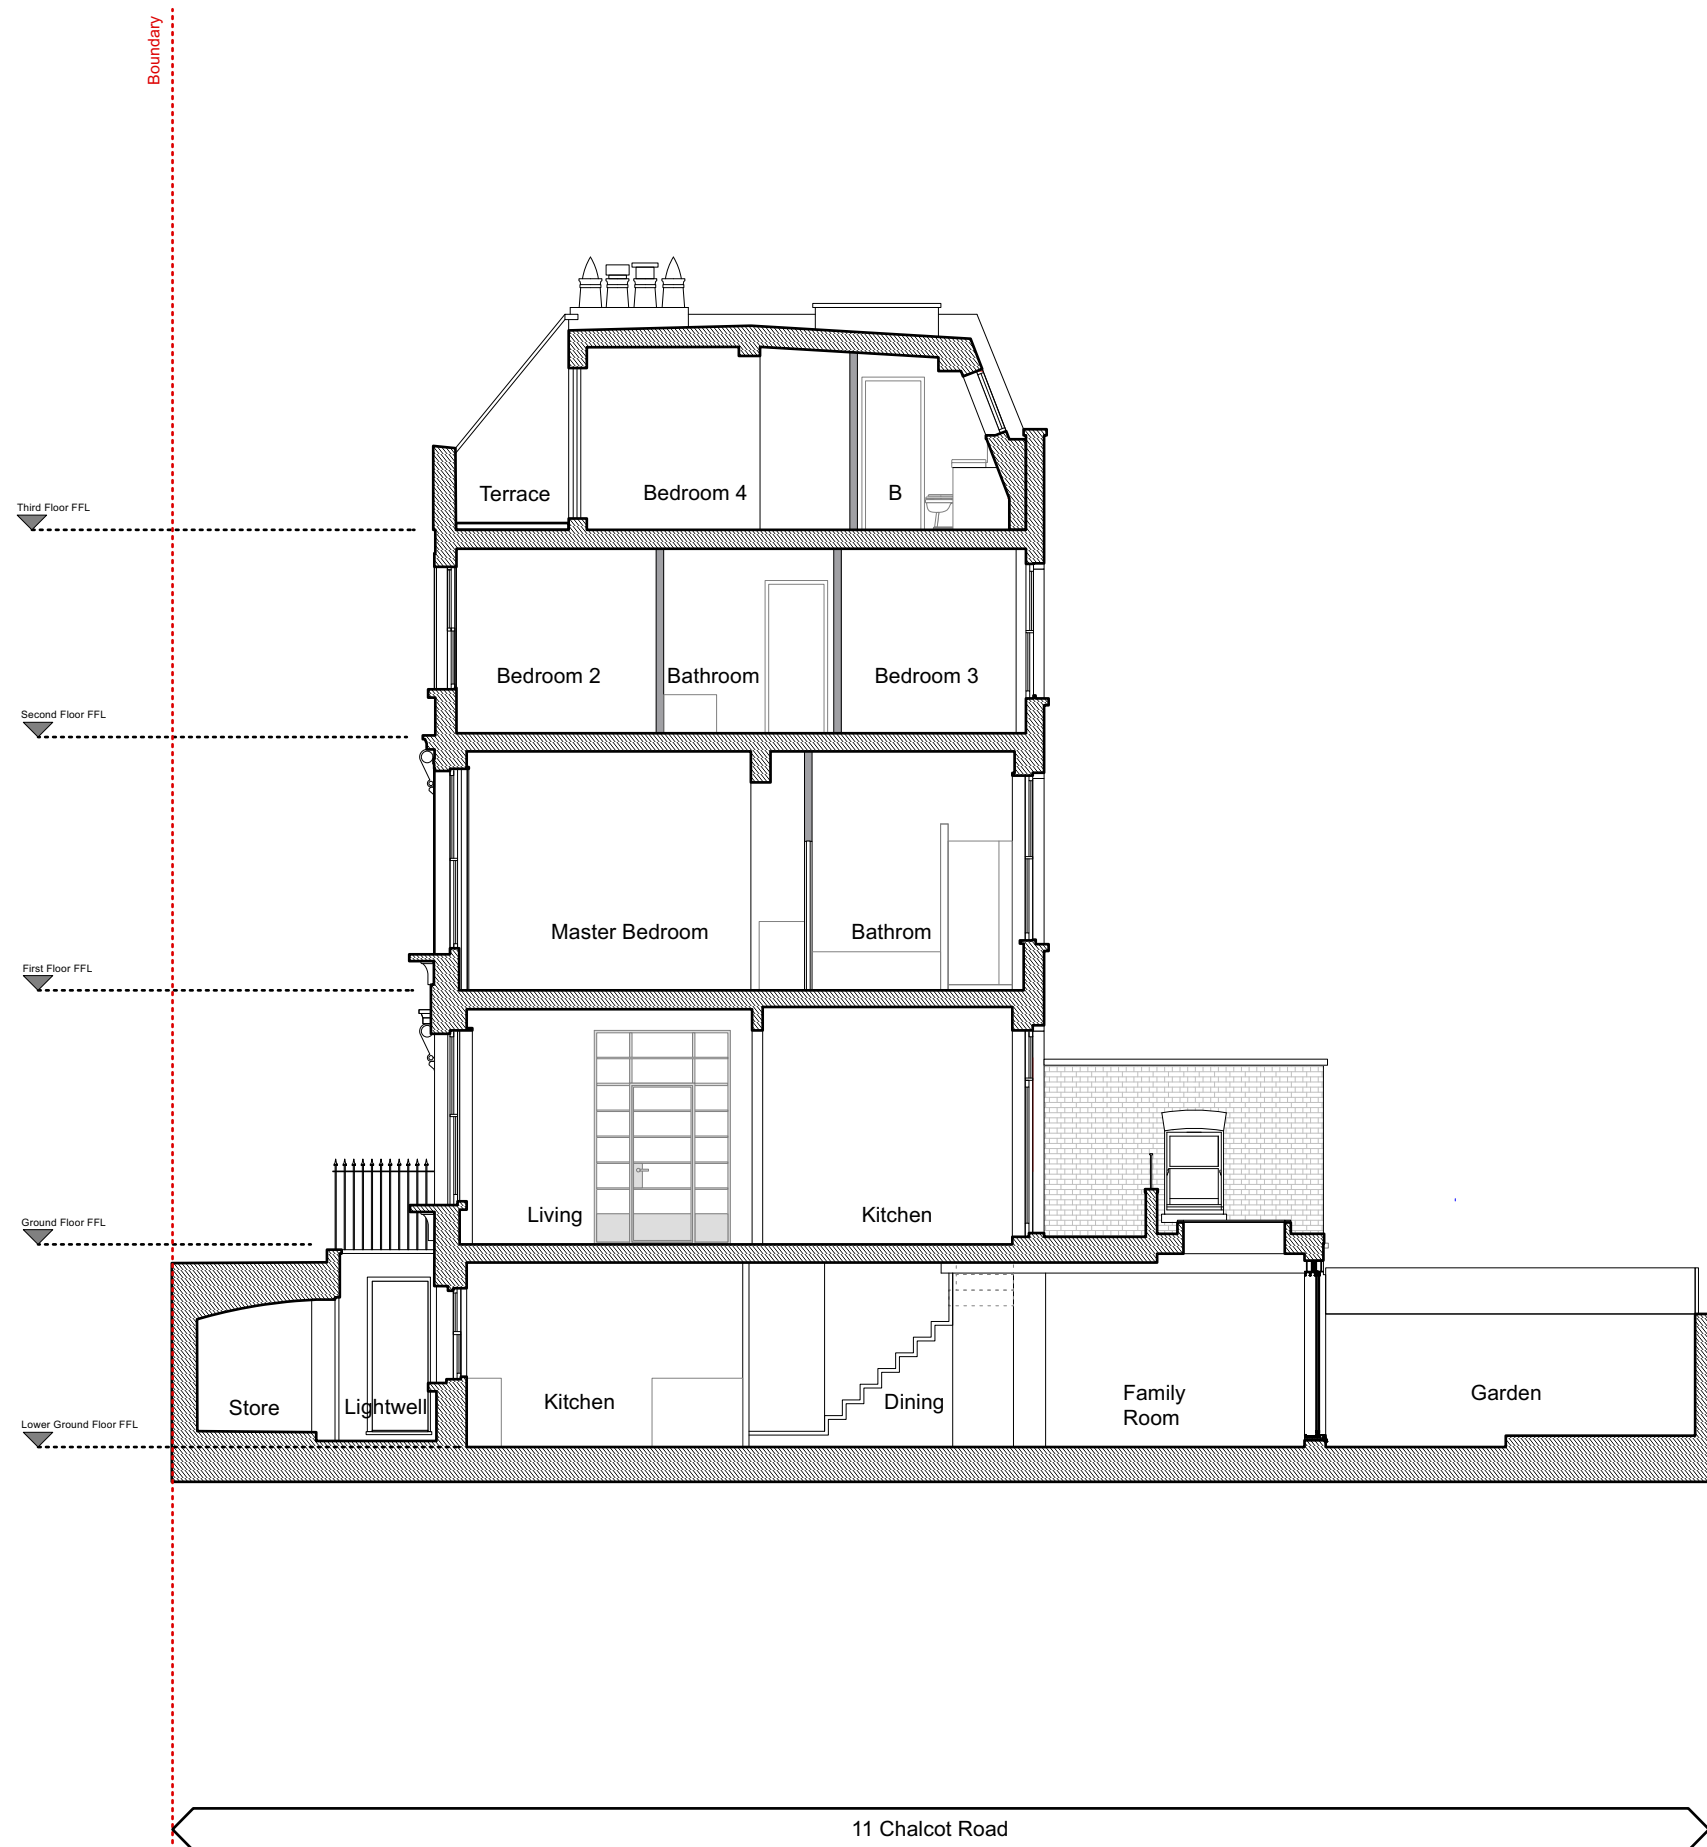 Boundary
Third Floor FFL
Terrace
Bedroom 4
B
Second Floor FFL
Bedroom 2
Bathroom
Bedroom 3
First Floor FFL
Master Bedroom
Bathrom
Ground Floor FFL
Living
Kitchen
Lower Ground Floor FFL
Store
Lightwell
Kitchen
Dining
Family
Room
Garden
11 Chalcot Road